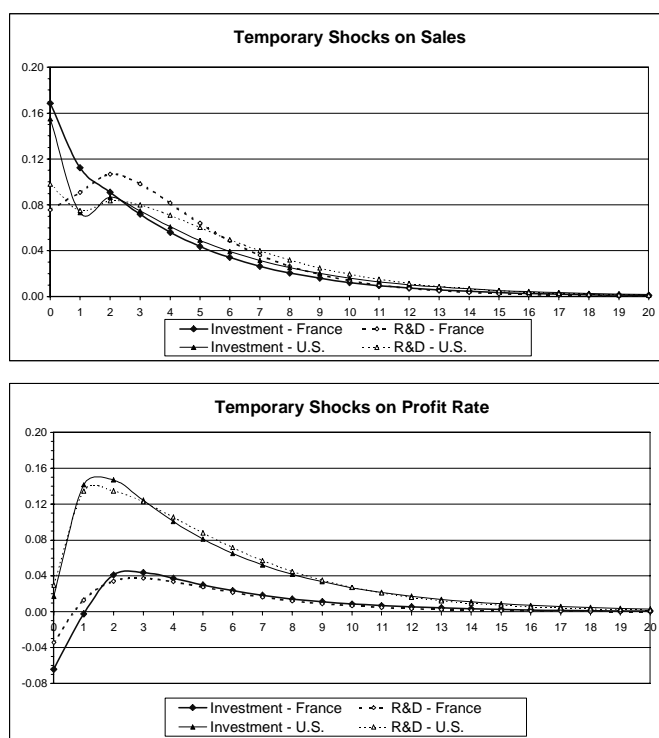 Temporary Shocks on Sales
0.20
0.16
0.12
0.08
0.04
0.00
0 1 2 3 4 5 6 7 8 9 10 11 12 13 14 15 16 17 18 19 20
Investment - France R&D - France
Investment - U.S. R&D - U.S.
Temporary Shocks on Profit Rate
0.20
0.16
0.12
0.08
0.04
0.00
0 1 2 3 4 5 6 7 8 9 10 11 12 13 14 15 16 17 18 19 20
-0.04
-0.08
Investment - France R&D - France
Investment - U.S. R&D - U.S.